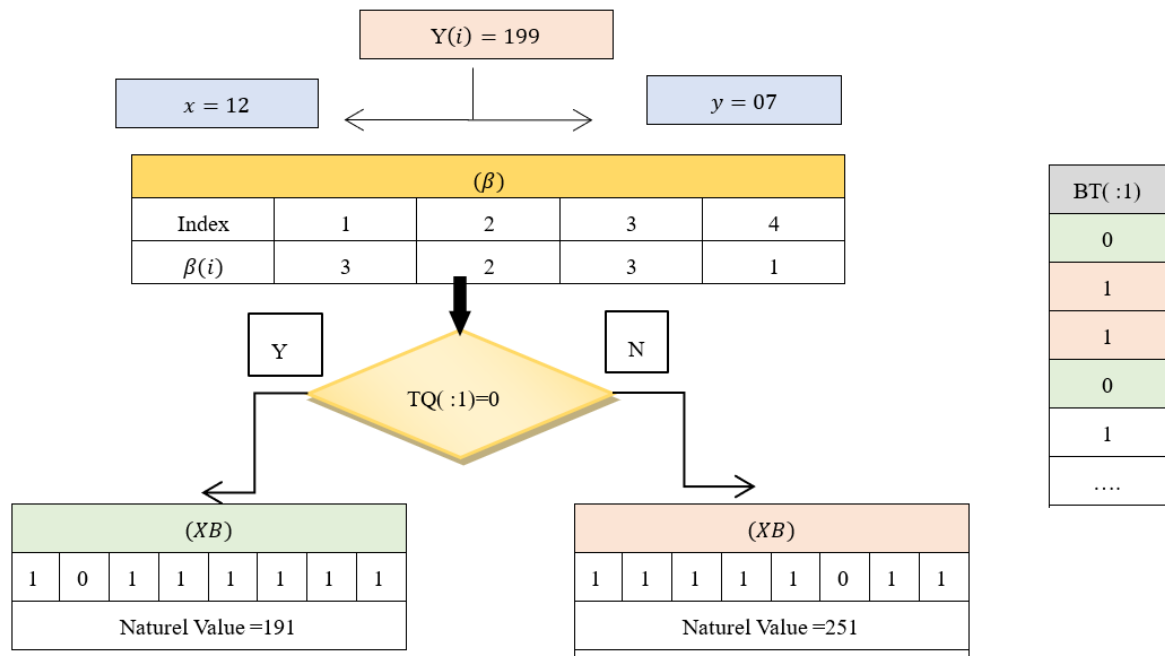 Y(i) = 199
x = 12
y = 07
(β)
Index 1 2 3 4
β(i) 3 2 3 1
Y
N
TQ( :1)=0
(XB)
1 0 1 1 1 1 1 1
Naturel Value =191
(XB)
1 1 1 1 1 0 1 1
Naturel Value =251
BT( :1)
0
1
1
0
1
....